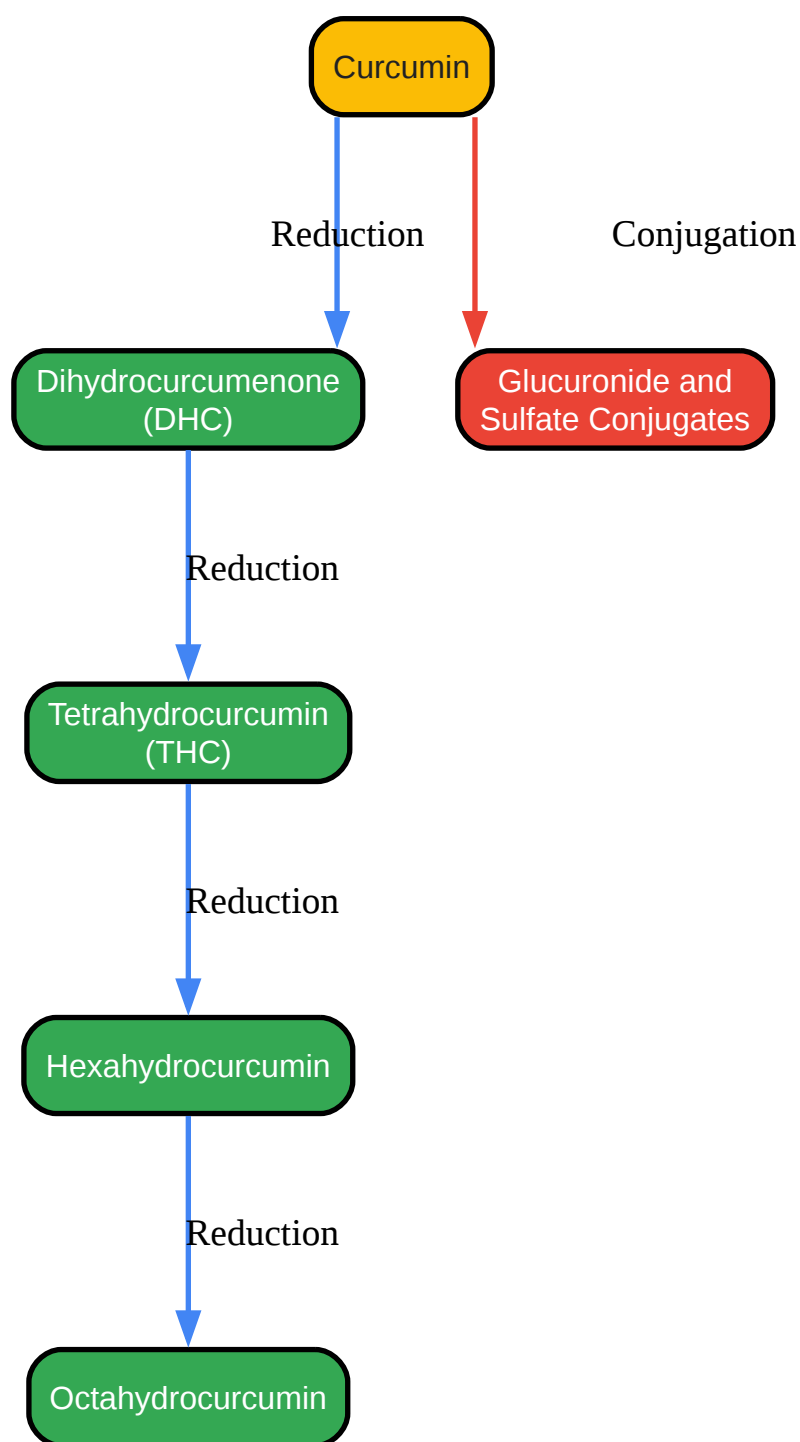 Curcumin
Reduction
Conjugation
Dihydrocurcumenone
(DHC)
Glucuronide and
Sulfate Conjugates
Reduction
Tetrahydrocurcumin
(THC)
Reduction
Hexahydrocurcumin
Reduction
Octahydrocurcumin